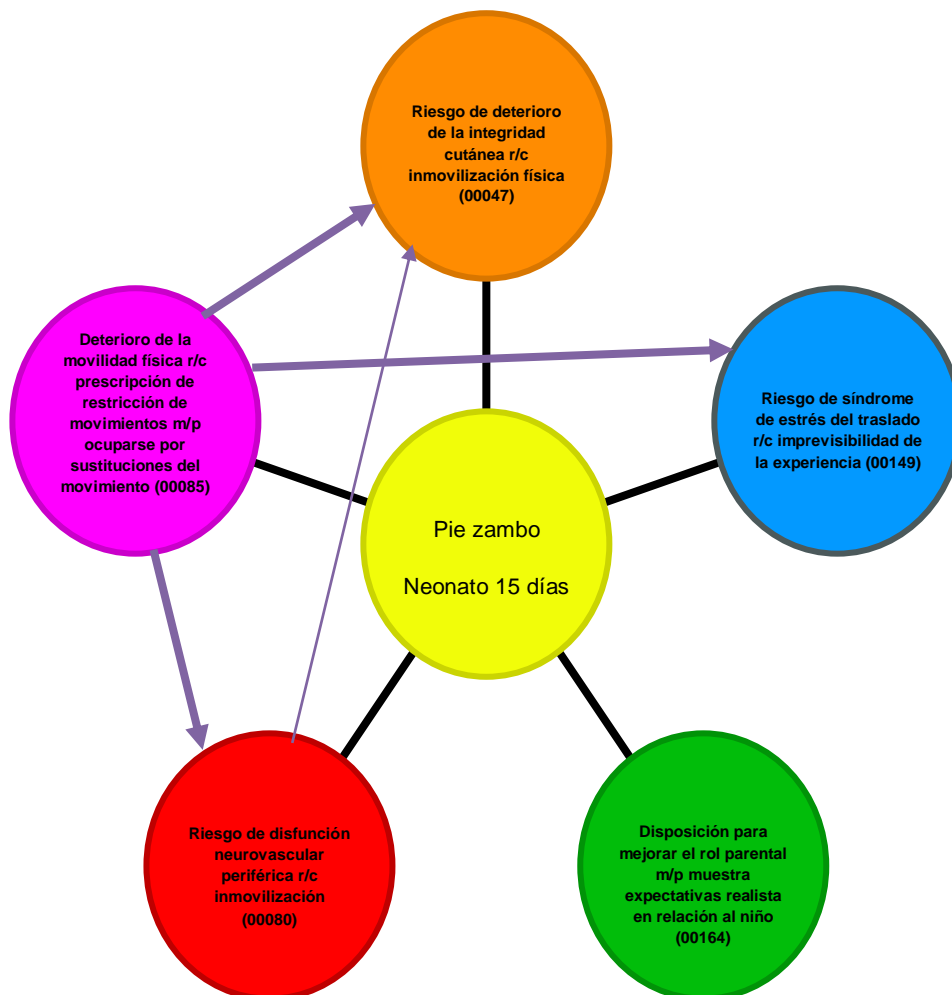 Riesgo de deterioro
de la integridad
cutánea r/c
inmovilización física
(00047)
Deterioro de la
movilidad física r/c
prescripción de
restricción de
movimientos m/p
ocuparse por
sustituciones del
movimiento (00085)
Riesgo de síndrome
de estrés del traslado
r/c imprevisibilidad de
la experiencia (00149)
Pie zambo
Neonato 15 días
Riesgo de disfunción
neurovascular
periférica r/c
inmovilización
(00080)
Disposición para
mejorar el rol parental
m/p muestra
expectativas realista
en relación al niño
(00164)